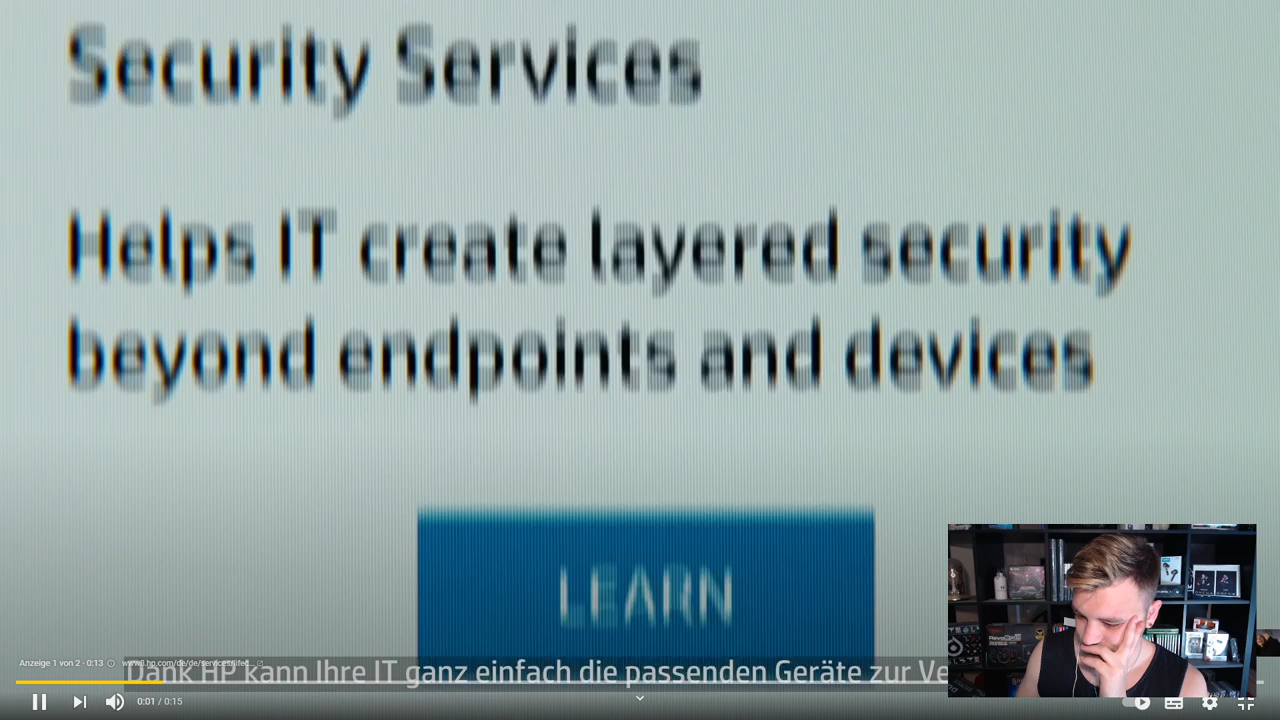 Security Services
Helps IT create layered security
beyond endpoints and devices
LEARN
Anzeige 1 von 2 · 0:13
Dank HP kann Ihre IT ganz einfach die passenden Geräte zur
0:01 / 0:15